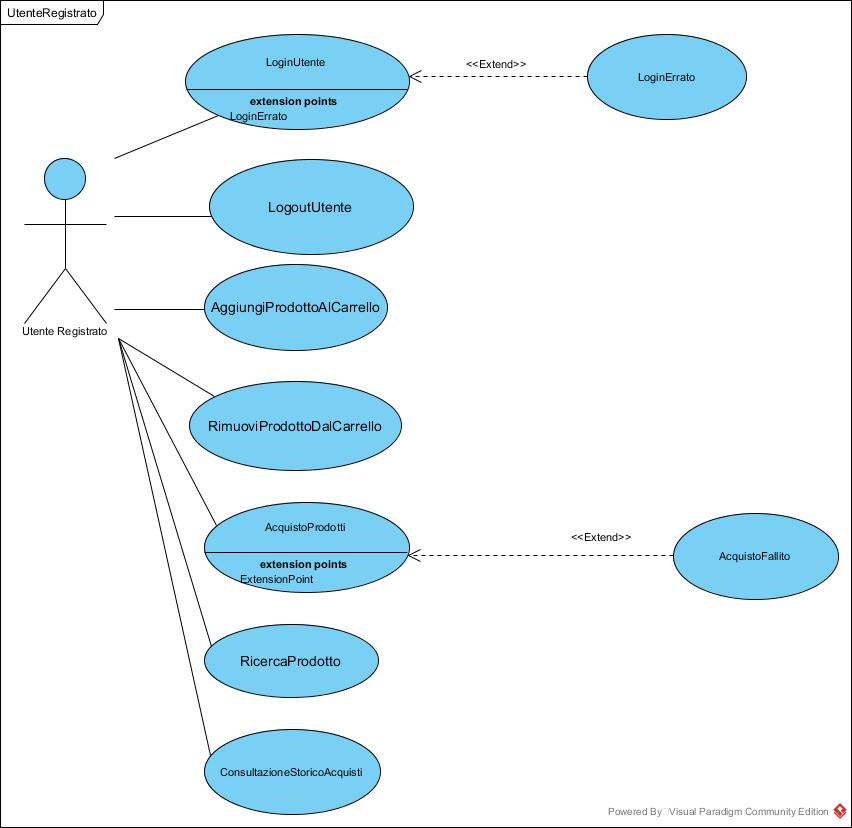 UtenteRegistrato
LoginUtente
extension points
LoginErrato
<<Extend>>
LoginErrato
LogoutUtente
AggiungiProdottoAlCarrello
Utente Registrato
RimuoviProdottoDalCarrello
AcquistoProdotti
extension points
ExtensionPoint
<<Extend>>
AcquistoFallito
RicercaProdotto
ConsultazioneStoricoAcquisti
Powered By Visual Paradigm Community Edition